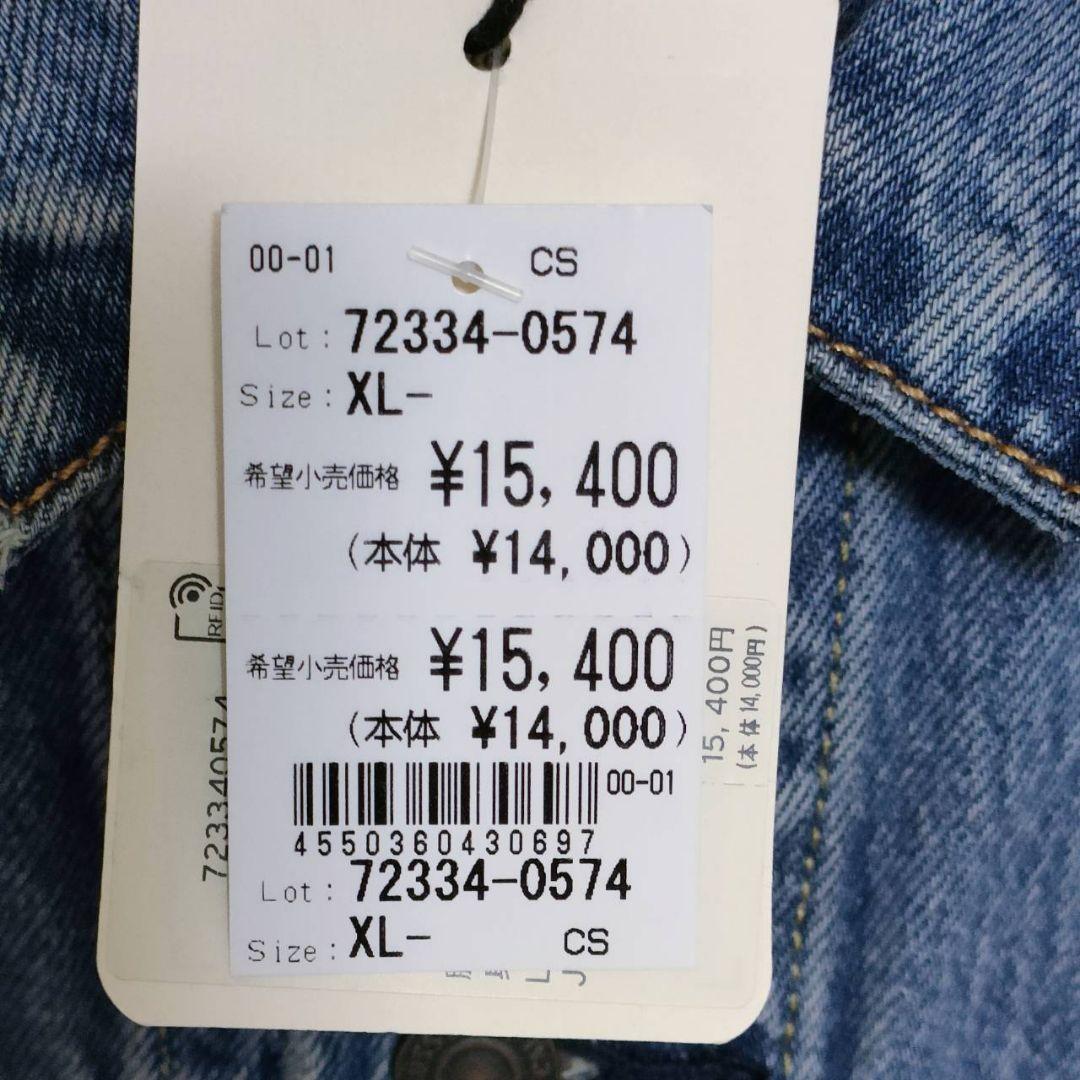 00-01 CS
Lot: 72334-0574
Size: XL-
希望小売価格 ¥15,400
(本体 ¥14,000)
希望小売価格 ¥15,400
(本体 ¥14,000)
00-01
4550360430697
Lot: 72334-0574
Size: XL- CS
RFID
723340574
15,400円
(本体14,000円)